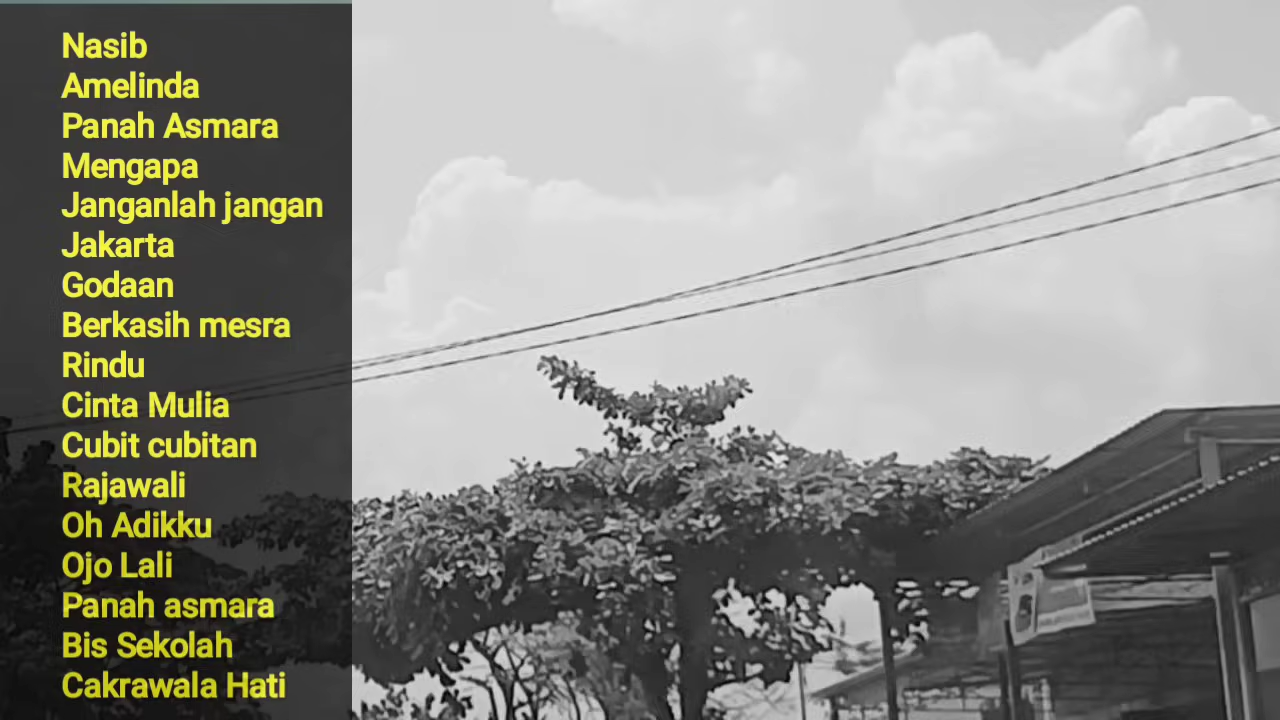 Nasib
Amelinda
Panah Asmara
Mengapa
Janganlah jangan
Jakarta
Godaan
Berkasih mesra
Rindu
Cinta Mulia
Cubit cubitan
Rajawali
Oh Adikku
Ojo Lali
Panah asmara
Bis Sekolah
Cakrawala Hati